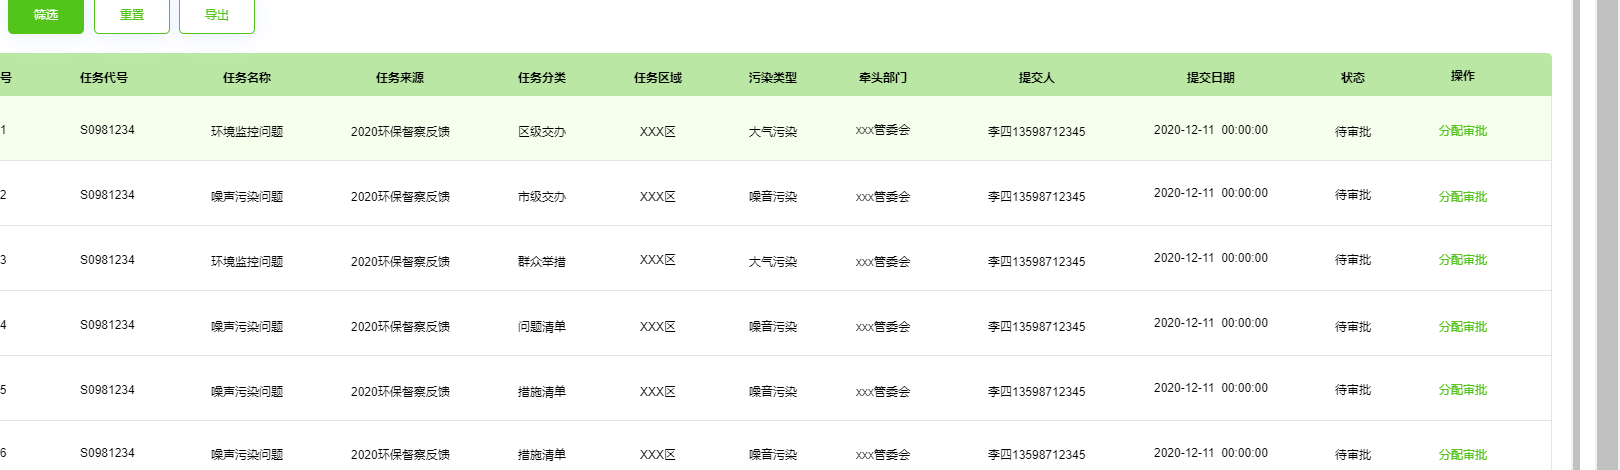 筛选 重置 导出
号 任务代号 任务名称 任务来源 任务分类 任务区域 污染类型 牵头部门 提交人 提交日期 状态 操作
1 S0981234 环境监控问题 2020环保督察反馈 区级交办 XXX区 大气污染 xxx管委会 李四13598712345 2020-12-11 00:00:00 待审批 分配审批
2 S0981234 噪声污染问题 2020环保督察反馈 市级交办 XXX区 噪音污染 xxx管委会 李四13598712345 2020-12-11 00:00:00 待审批 分配审批
3 S0981234 环境监控问题 2020环保督察反馈 群众举措 XXX区 大气污染 xxx管委会 李四13598712345 2020-12-11 00:00:00 待审批 分配审批
4 S0981234 噪声污染问题 2020环保督察反馈 问题清单 XXX区 噪音污染 xxx管委会 李四13598712345 2020-12-11 00:00:00 待审批 分配审批
5 S0981234 噪声污染问题 2020环保督察反馈 措施清单 XXX区 噪音污染 xxx管委会 李四13598712345 2020-12-11 00:00:00 待审批 分配审批
6 S0981234 噪声污染问题 2020环保督察反馈 措施清单 XXX区 噪音污染 xxx管委会 李四13598712345 2020-12-11 00:00:00 待审批 分配审批